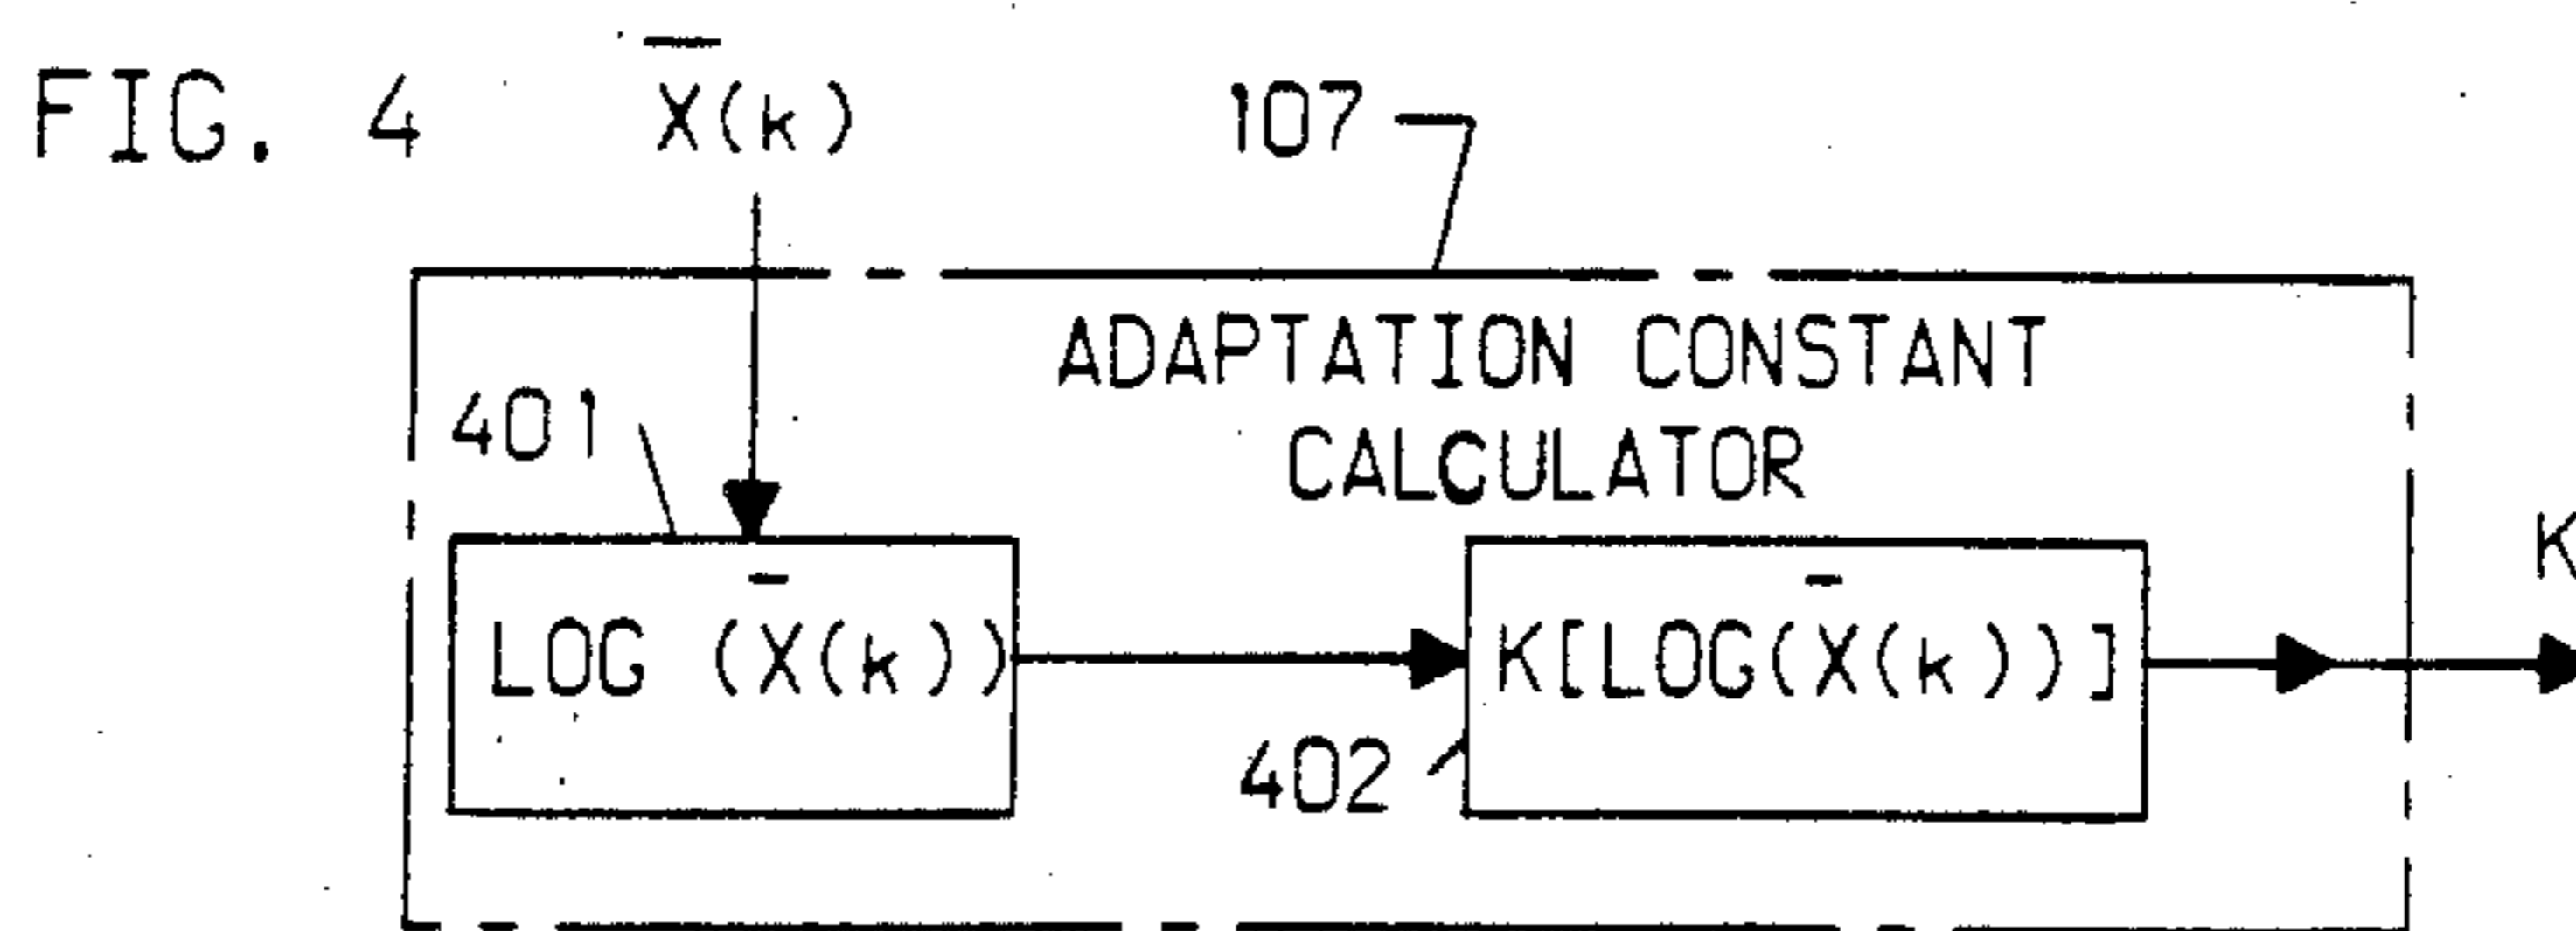 FIG. 4
X̄(k)
107
ADAPTATION CONSTANT
CALCULATOR
401
LOG (X̄(k))
K[LOG(X̄(k))]
K
402